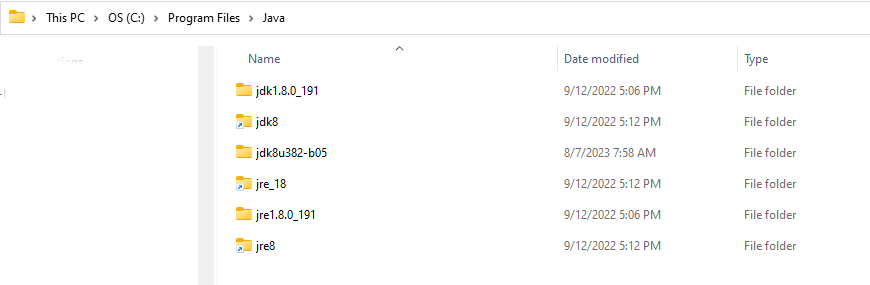 This PC > OS (C:) > Program Files > Java
Name Date modified Type
jdk1.8.0_191 9/12/2022 5:06 PM File folder
jdk8 9/12/2022 5:12 PM File folder
jdk8u382-b05 8/7/2023 7:58 AM File folder
jre_18 9/12/2022 5:12 PM File folder
jre1.8.0_191 9/12/2022 5:06 PM File folder
jre8 9/12/2022 5:12 PM File folder